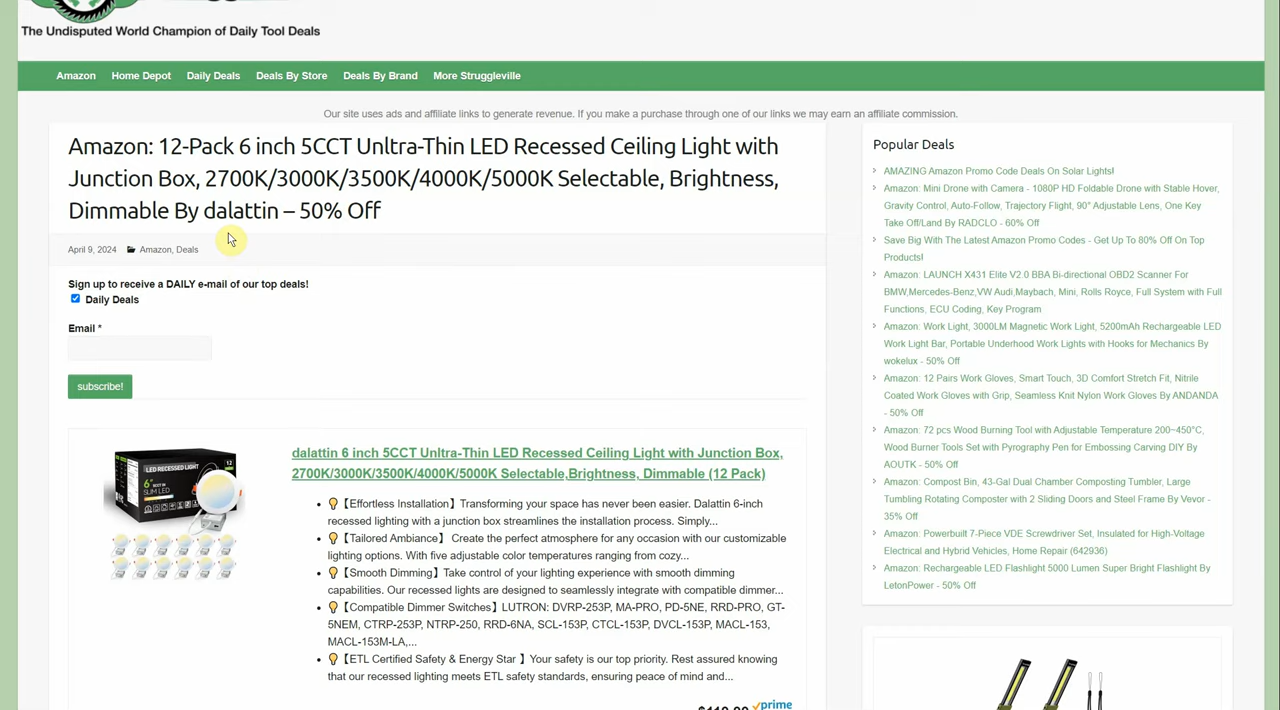 The Undisputed World Champion of Daily Tool Deals
Amazon Home Depot Daily Deals Deals By Store Deals By Brand More Struggleville
Our site uses ads and affiliate links to generate revenue. If you make a purchase through one of our links we may earn an affiliate commission.
Amazon: 12-Pack 6 inch 5CCT Unltra-Thin LED Recessed Ceiling Light with
Junction Box, 2700K/3000K/3500K/4000K/5000K Selectable, Brightness,
Dimmable By dalattin – 50% Off
April 9, 2024 Amazon, Deals
Sign up to receive a DAILY e-mail of our top deals!
Daily Deals
Email *
subscribe!
LED RECESSED LIGHT
12
6"
SLIM LED
dalattin 6 inch 5CCT Unltra-Thin LED Recessed Ceiling Light with Junction Box,
2700K/3000K/3500K/4000K/5000K Selectable,Brightness, Dimmable (12 Pack)
• 💡【Effortless Installation】Transforming your space has never been easier. Dalattin 6-inch
recessed lighting with a junction box streamlines the installation process. Simply...
• 💡【Tailored Ambiance】 Create the perfect atmosphere for any occasion with our customizable
lighting options. With five adjustable color temperatures ranging from cozy...
• 💡【Smooth Dimming】Take control of your lighting experience with smooth dimming
capabilities. Our recessed lights are designed to seamlessly integrate with compatible dimmer...
• 💡【Compatible Dimmer Switches】LUTRON: DVRP-253P, MA-PRO, PD-5NE, RRD-PRO, GT-
5NEM, CTRP-253P, NTRP-250, RRD-6NA, SCL-153P, CTCL-153P, DVCL-153P, MACL-153,
MACL-153M-LA,...
• 💡【ETL Certified Safety & Energy Star 】Your safety is our top priority. Rest assured knowing
that our recessed lighting meets ETL safety standards, ensuring peace of mind and...
prime
Popular Deals
AMAZING Amazon Promo Code Deals On Solar Lights!
Amazon: Mini Drone with Camera - 1080P HD Foldable Drone with Stable Hover,
Gravity Control, Auto-Follow, Trajectory Flight, 90° Adjustable Lens, One Key
Take Off/Land By RADCLO - 60% Off
Save Big With The Latest Amazon Promo Codes - Get Up To 80% Off On Top
Products!
Amazon: LAUNCH X431 Elite V2.0 BBA Bi-directional OBD2 Scanner For
BMW,Mercedes-Benz,VW Audi,Maybach, Mini, Rolls Royce, Full System with Full
Functions, ECU Coding, Key Program
Amazon: Work Light, 3000LM Magnetic Work Light, 5200mAh Rechargeable LED
Work Light Bar, Portable Underhood Work Lights with Hooks for Mechanics By
wokelux - 50% Off
Amazon: 12 Pairs Work Gloves, Smart Touch, 3D Comfort Stretch Fit, Nitrile
Coated Work Gloves with Grip, Seamless Knit Nylon Work Gloves By ANDANDA
- 50% Off
Amazon: 72 pcs Wood Burning Tool with Adjustable Temperature 200~450°C,
Wood Burner Tools Set with Pyrography Pen for Embossing Carving DIY By
AOUTK - 50% Off
Amazon: Compost Bin, 43-Gal Dual Chamber Composting Tumbler, Large
Tumbling Rotating Composter with 2 Sliding Doors and Steel Frame By Vevor -
35% Off
Amazon: Powerbuilt 7-Piece VDE Screwdriver Set, Insulated for High-Voltage
Electrical and Hybrid Vehicles, Home Repair (642936)
Amazon: Rechargeable LED Flashlight 5000 Lumen Super Bright Flashlight By
LetonPower - 50% Off